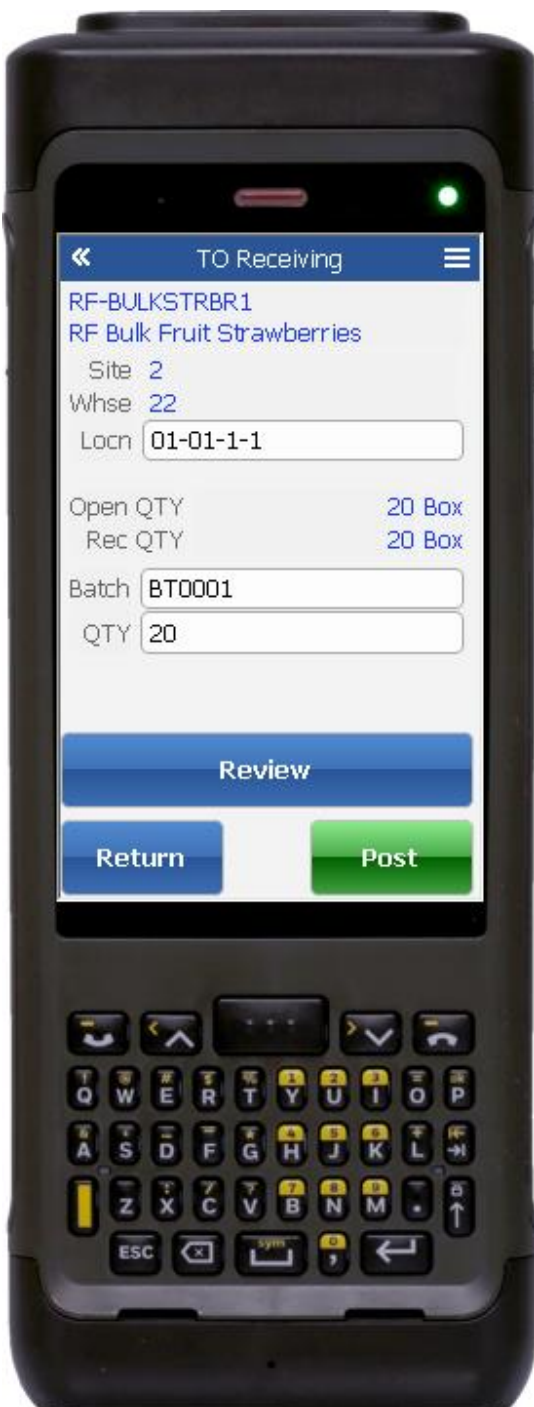 TO Receiving
RF-BULKSTRBR1
RF Bulk Fruit Strawberries
Site 2
Whse 22
Locn 01-01-1-1
Open QTY 20 Box
Rec QTY 20 Box
Batch BT0001
QTY 20
Review
Return Post
Q W E R T Y U I O P
A S D F G H J K L
Z X C V B N M .
ESC sym ,